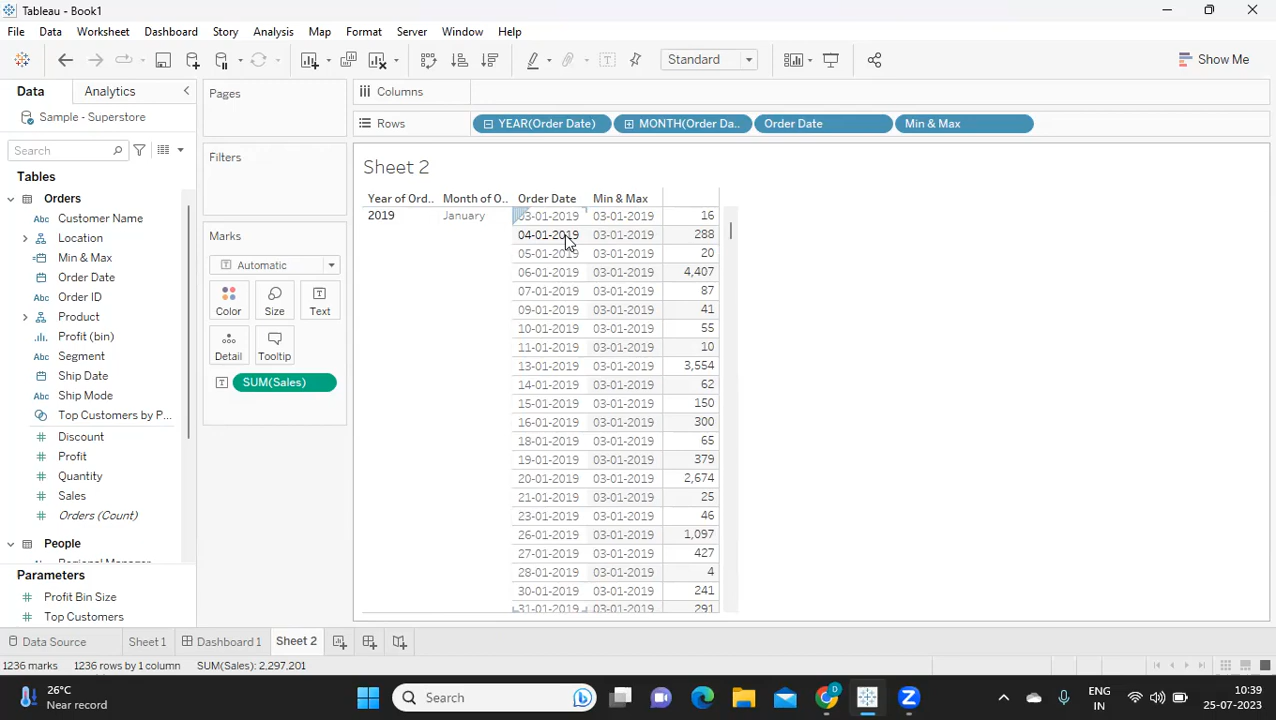 Tableau - Book1
File Data Worksheet Dashboard Story Analysis Map Format Server Window Help
Standard
Show Me
Data Analytics
Sample - Superstore
Search
Tables
Orders
Abc Customer Name
Location
Abc Min & Max
Order Date
Abc Order ID
Product
Profit (bin)
Abc Segment
Ship Date
Abc Ship Mode
Top Customers by P...
Discount
Profit
Quantity
Sales
Orders (Count)
People
Parameters
Profit Bin Size
Top Customers
Pages
Filters
Marks
Automatic
Color Size Text
Detail Tooltip
SUM(Sales)
Columns
Rows YEAR(Order Date) MONTH(Order Da.. Order Date Min & Max
Sheet 2
Year of Ord.. Month of O.. Order Date Min & Max
2019 January 03-01-2019 03-01-2019 16
04-01-2019 03-01-2019 288
05-01-2019 03-01-2019 20
06-01-2019 03-01-2019 4,407
07-01-2019 03-01-2019 87
09-01-2019 03-01-2019 41
10-01-2019 03-01-2019 55
11-01-2019 03-01-2019 10
13-01-2019 03-01-2019 3,554
14-01-2019 03-01-2019 62
15-01-2019 03-01-2019 150
16-01-2019 03-01-2019 300
18-01-2019 03-01-2019 65
19-01-2019 03-01-2019 379
20-01-2019 03-01-2019 2,674
21-01-2019 03-01-2019 25
23-01-2019 03-01-2019 46
26-01-2019 03-01-2019 1,097
27-01-2019 03-01-2019 427
28-01-2019 03-01-2019 4
30-01-2019 03-01-2019 241
31-01-2019 03-01-2019 291
Data Source Sheet 1 Dashboard 1 Sheet 2
1236 marks 1236 rows by 1 column SUM(Sales): 2,297,201
26°C
Near record
Search
ENG
IN
10:39
25-07-2023